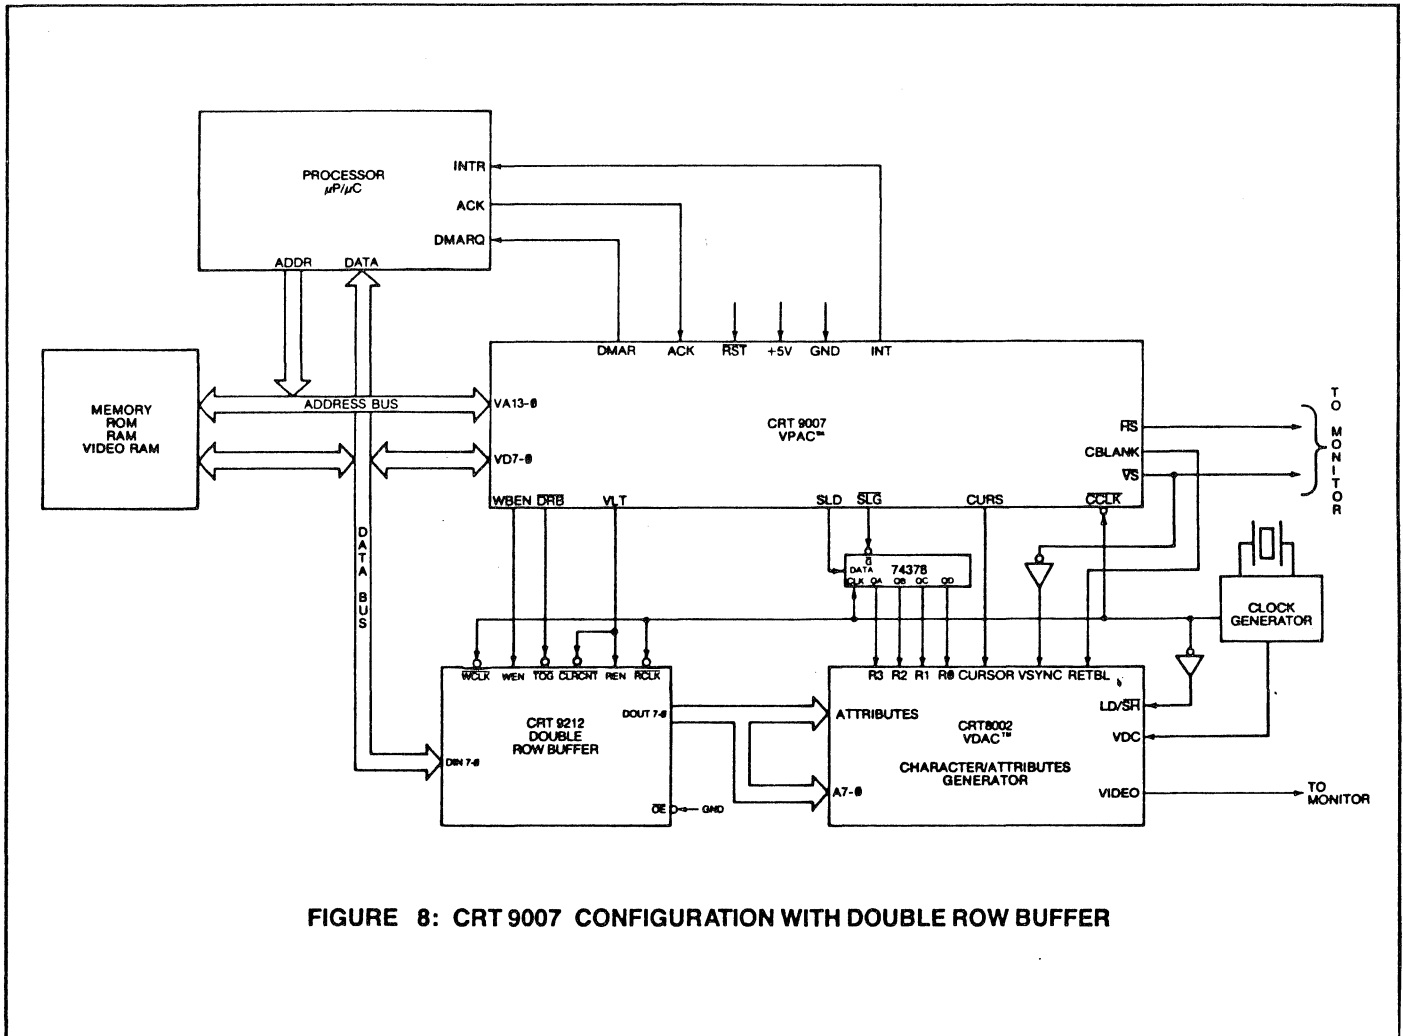 PROCESSOR
µP/µC
INTR
ACK
DMARQ
ADDR DATA
DMAR ACK RST +5V GND INT
MEMORY
ROM
RAM
VIDEO RAM
ADDRESS BUS
VA13-0
VD7-0
CRT 9007
VPAC™
HS
CBLANK
VS
TO MONITOR
WBEN DRB VLT SLD SLG CURS CCLK
DATA BUS
G
DATA 74378
CLK QA QB QC QD
CLOCK
GENERATOR
WCLK WEN TOG CLRCNT REN RCLK
R3 R2 R1 R0 CURSOR VSYNC RETBL
LD/SH
DOUT 7-0
CRT 9212
DOUBLE
ROW BUFFER
DIN 7-0
OE GND
ATTRIBUTES
CRT8002
VDAC™
VDC
CHARACTER/ATTRIBUTES
GENERATOR
A7-0
VIDEO
TO
MONITOR
FIGURE 8: CRT 9007 CONFIGURATION WITH DOUBLE ROW BUFFER